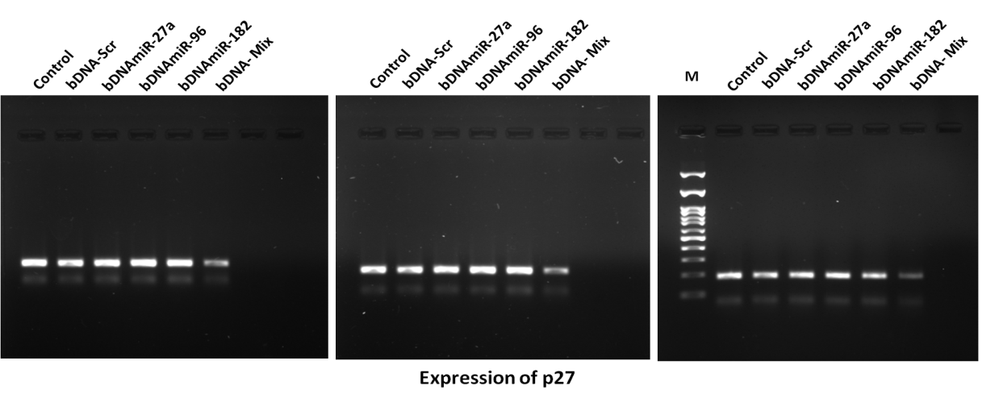 Control
bDNA-Scr
bDNAmiR-27a
bDNAmiR-96
bDNAmiR-182
bDNA- Mix
Control
bDNA-Scr
bDNAmiR-27a
bDNAmiR-96
bDNAmiR-182
bDNA- Mix
M
Control
bDNA-Scr
bDNAmiR-27a
bDNAmiR-96
bDNAmiR-182
bDNA- Mix
Expression of p27